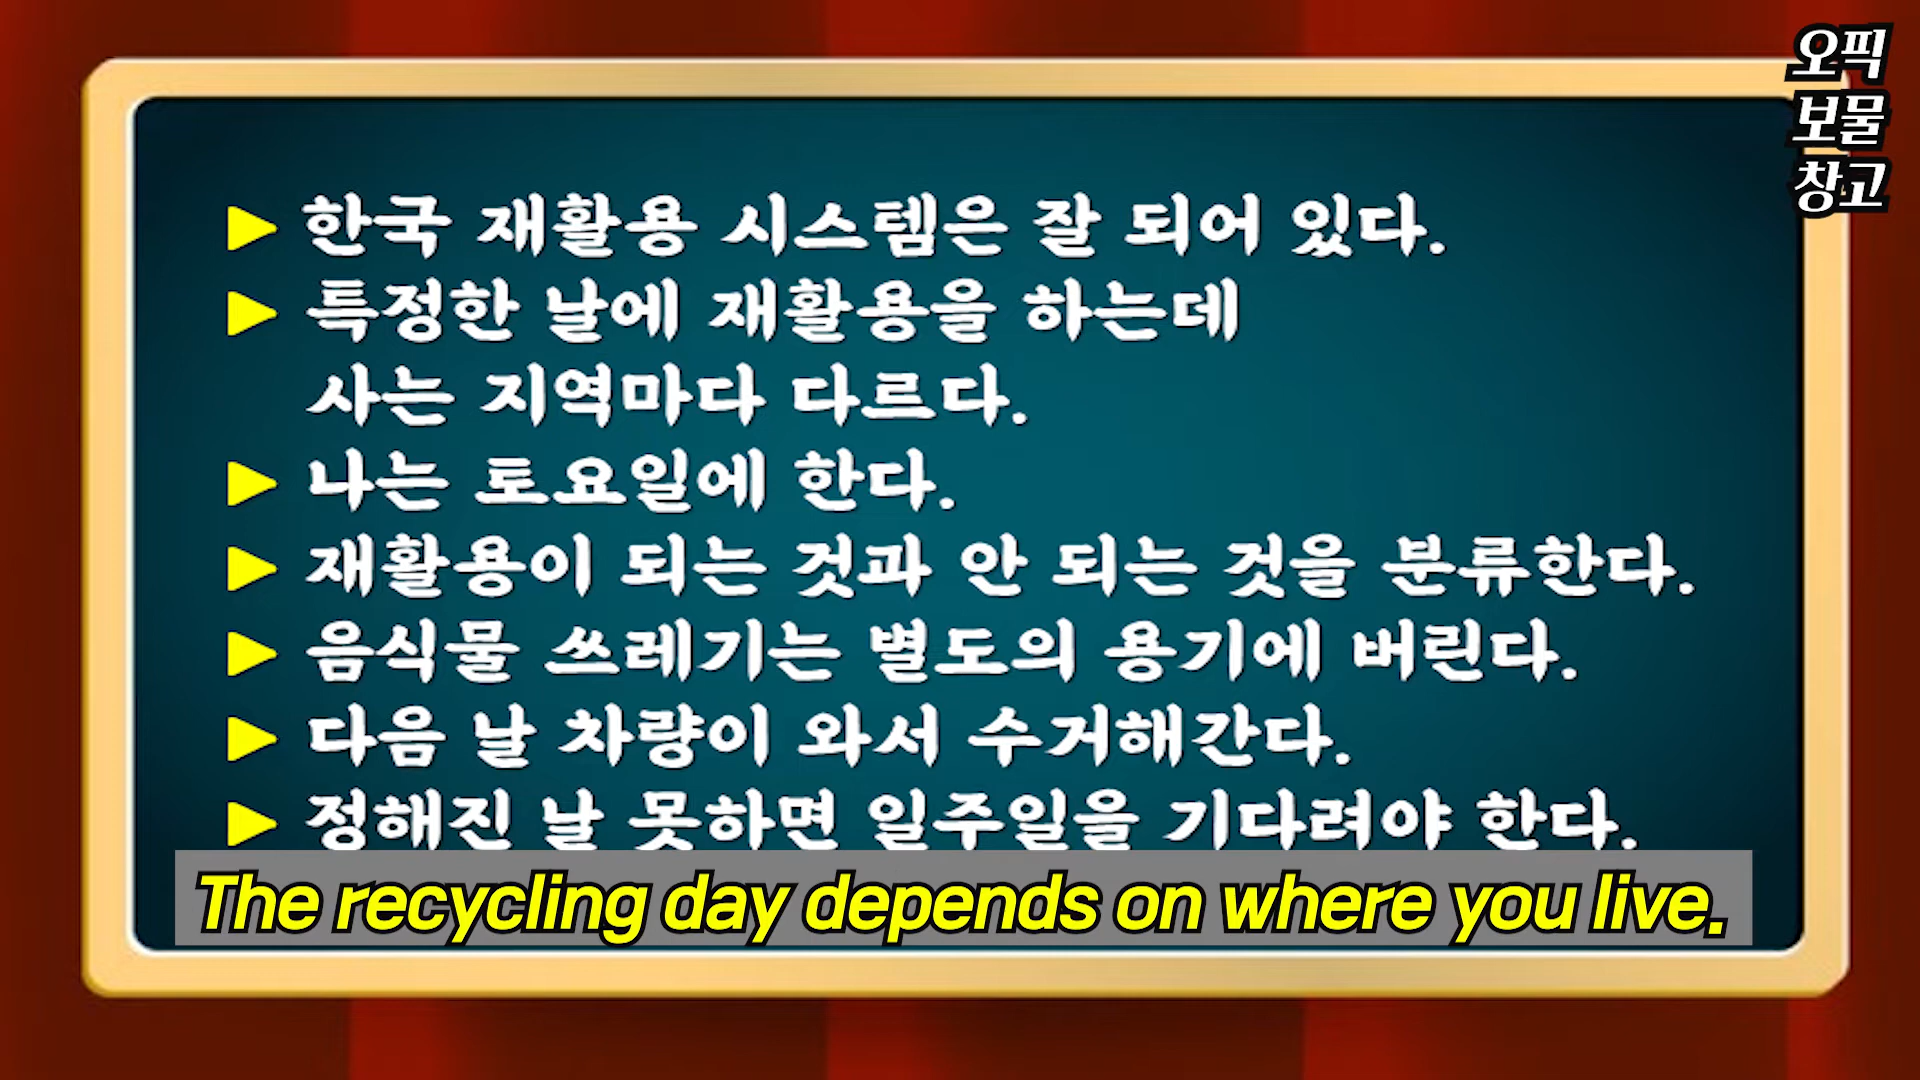 오픽
보물
창고
▶ 한국 재활용 시스템은 잘 되어 있다.
▶ 특정한 날에 재활용을 하는데
사는 지역마다 다르다.
▶ 나는 토요일에 한다.
▶ 재활용이 되는 것과 안 되는 것을 분류한다.
▶ 음식물 쓰레기는 별도의 용기에 버린다.
▶ 다음 날 차량이 와서 수거해간다.
▶ 정해진 날 못하면 일주일을 기다려야 한다.
The recycling day depends on where you live.